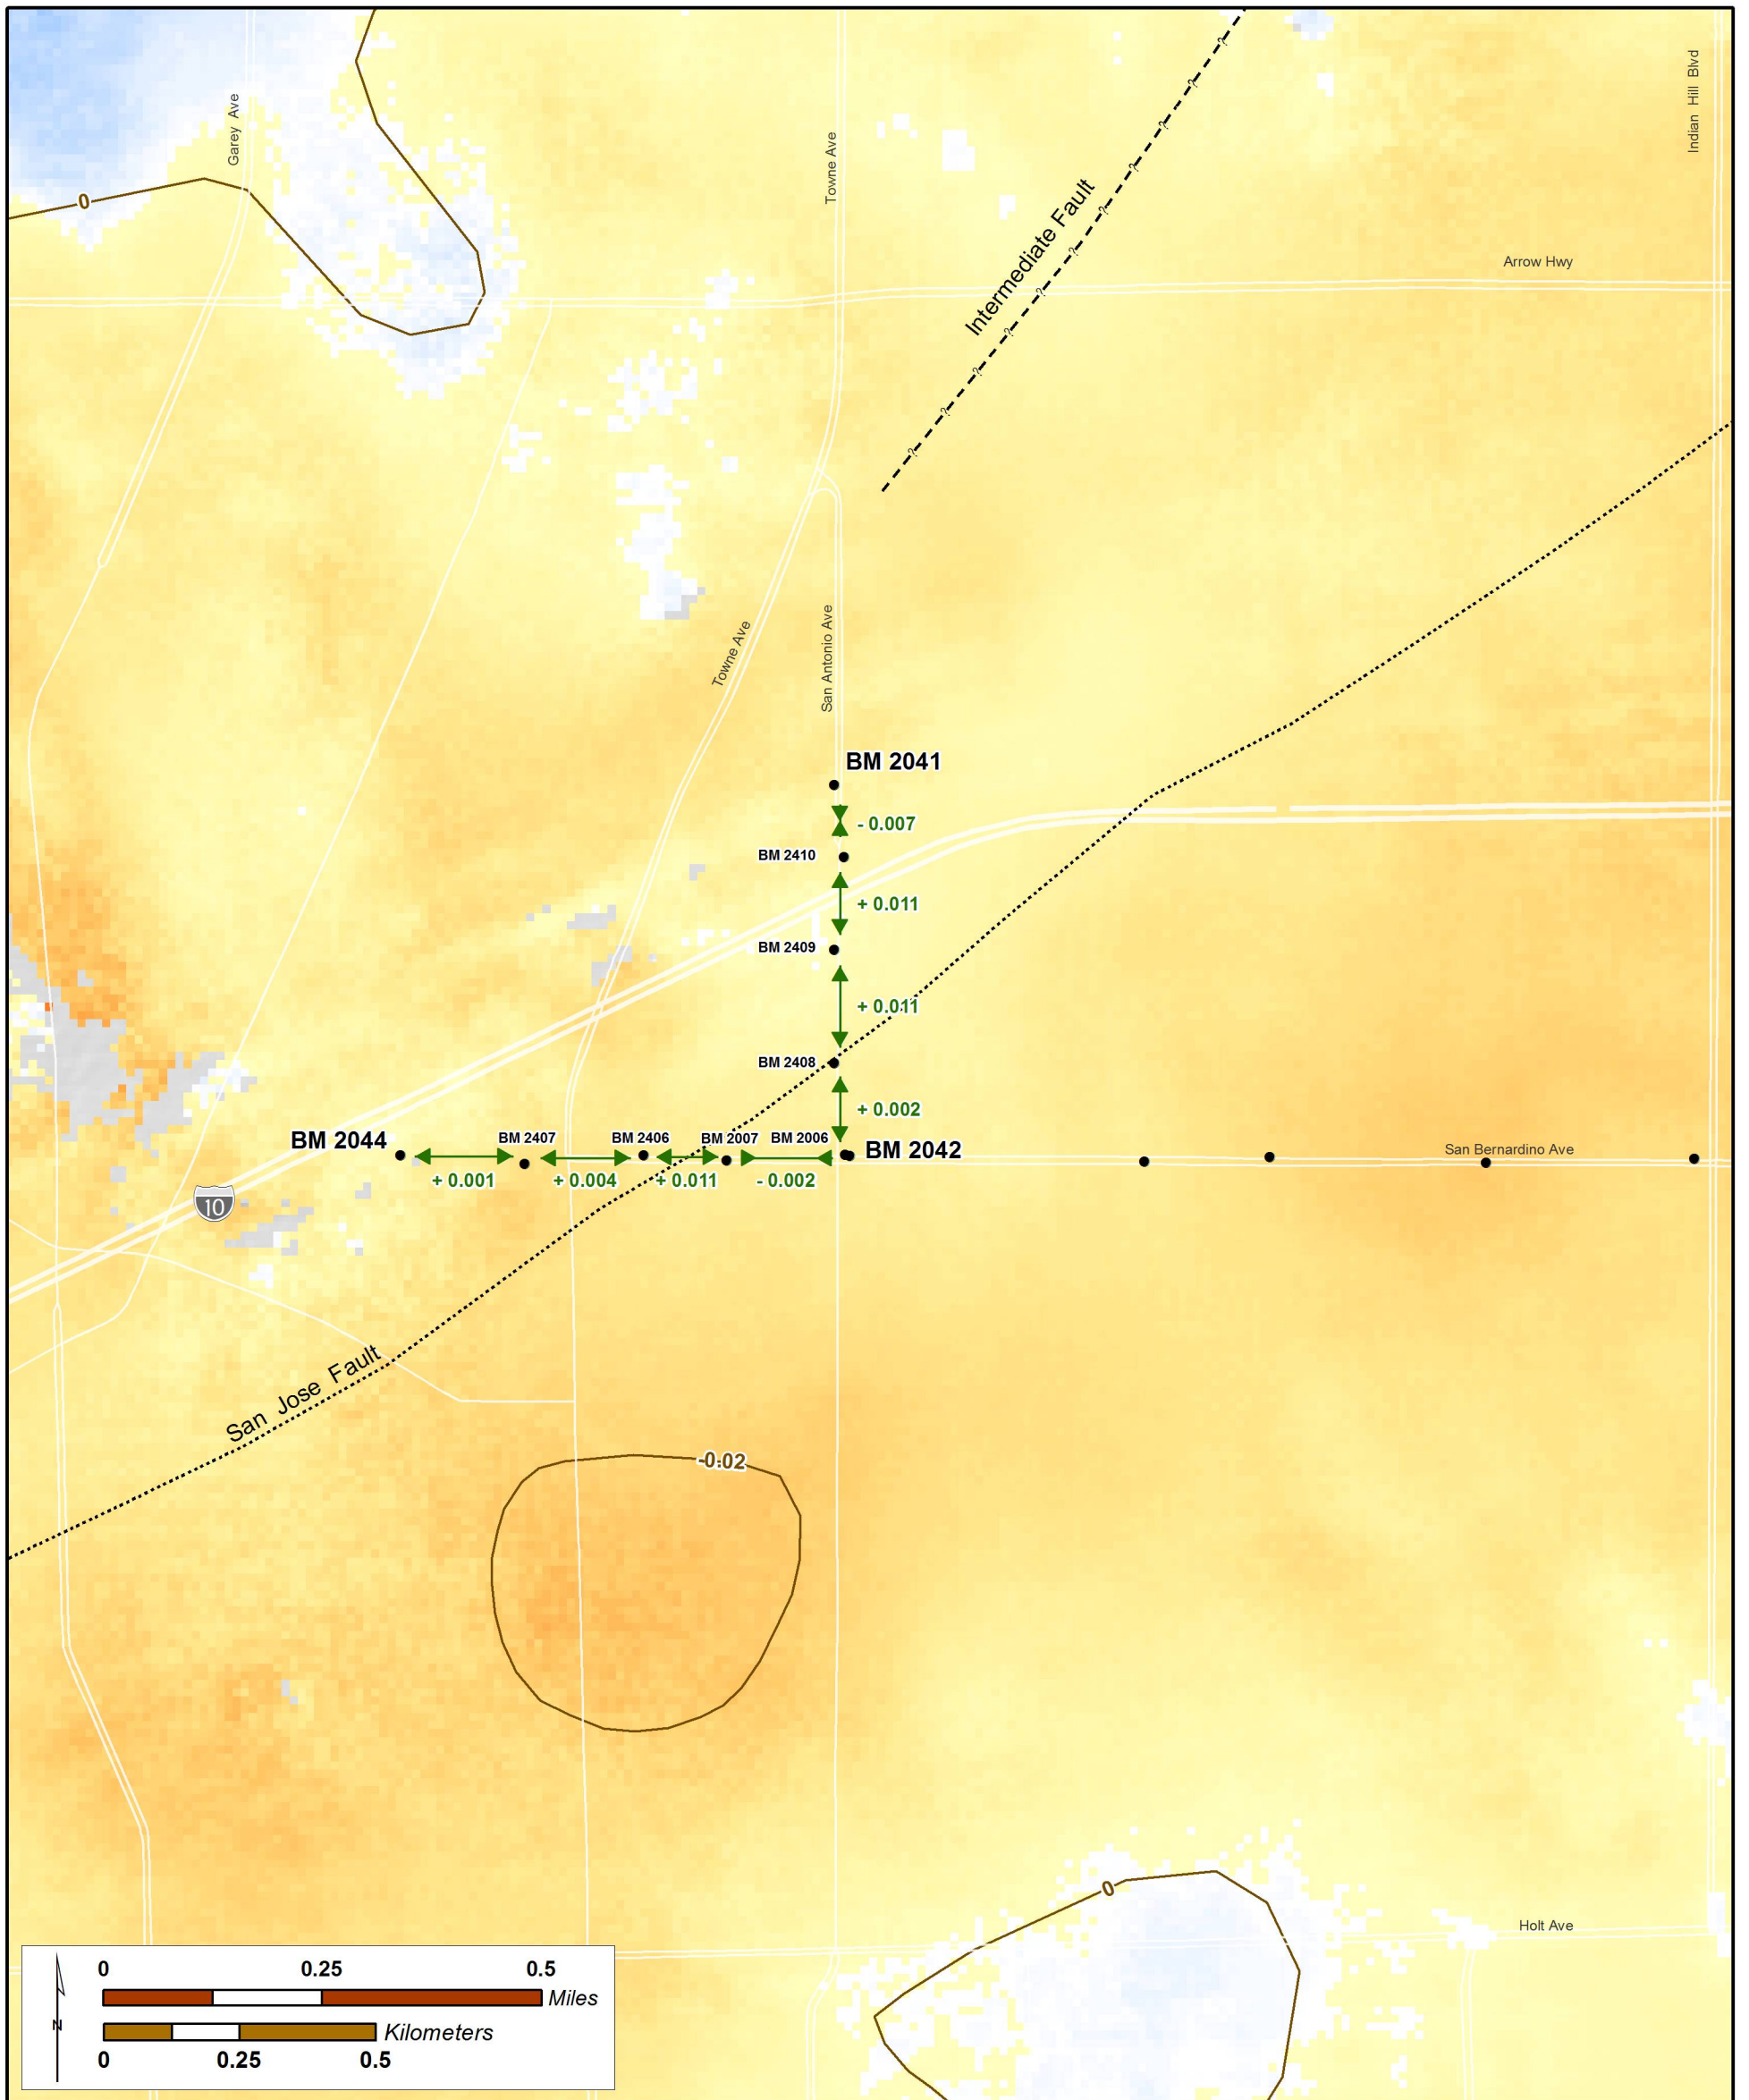 Garey Ave
Towne Ave
Indian Hill Blvd
0
Intermediate Fault
? ? ? ? ? ? ? ? ? ? ?
Arrow Hwy
San Antonio Ave
Towne Ave
BM 2041
- 0.007
BM 2410
+ 0.011
BM 2409
+ 0.011
BM 2408
+ 0.002
BM 2044
BM 2407
BM 2406
BM 2007
BM 2006
BM 2042
San Bernardino Ave
+ 0.001
+ 0.004
+ 0.011
- 0.002
10
San Jose Fault
-0.02
0
Holt Ave
0 0.25 0.5
Miles
N
Kilometers
0 0.25 0.5